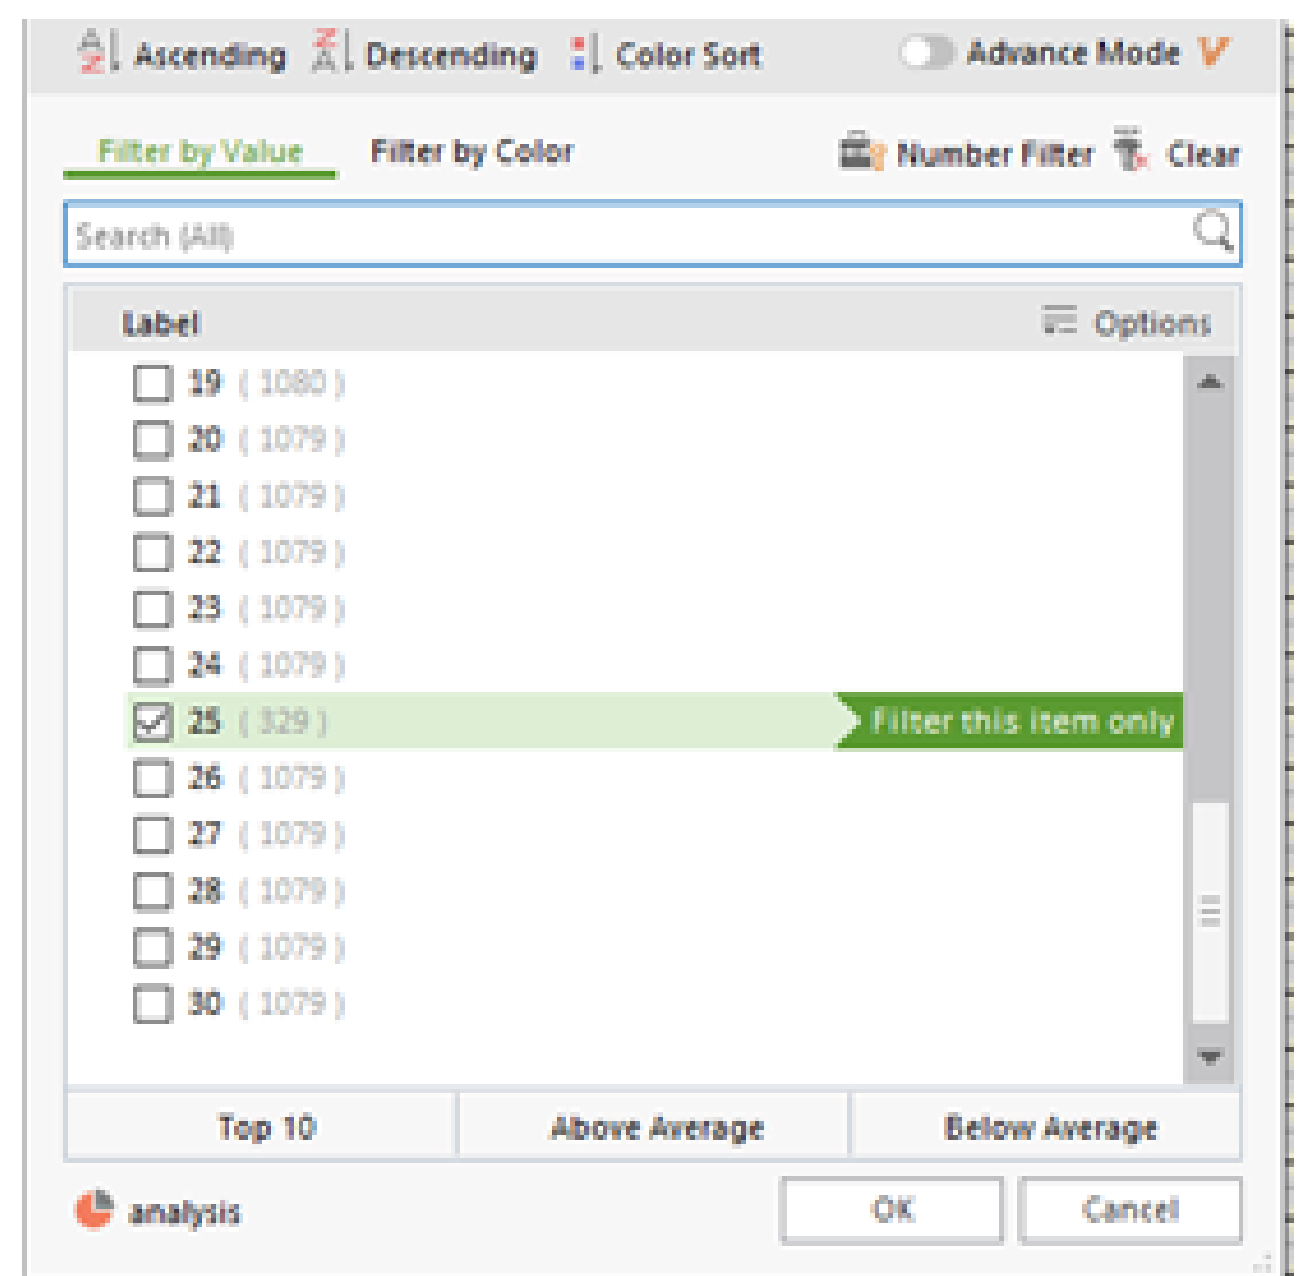 Ascending Descending Color Sort Advance Mode
Filter by Value Filter by Color Number Filter Clear
Search (All)
Label Options
19 ( 1080 )
20 ( 1079 )
21 ( 1079 )
22 ( 1079 )
23 ( 1079 )
24 ( 1079 )
25 ( 329 ) Filter this item only
26 ( 1079 )
27 ( 1079 )
28 ( 1079 )
29 ( 1079 )
30 ( 1079 )
Top 10 Above Average Below Average
analysis OK Cancel